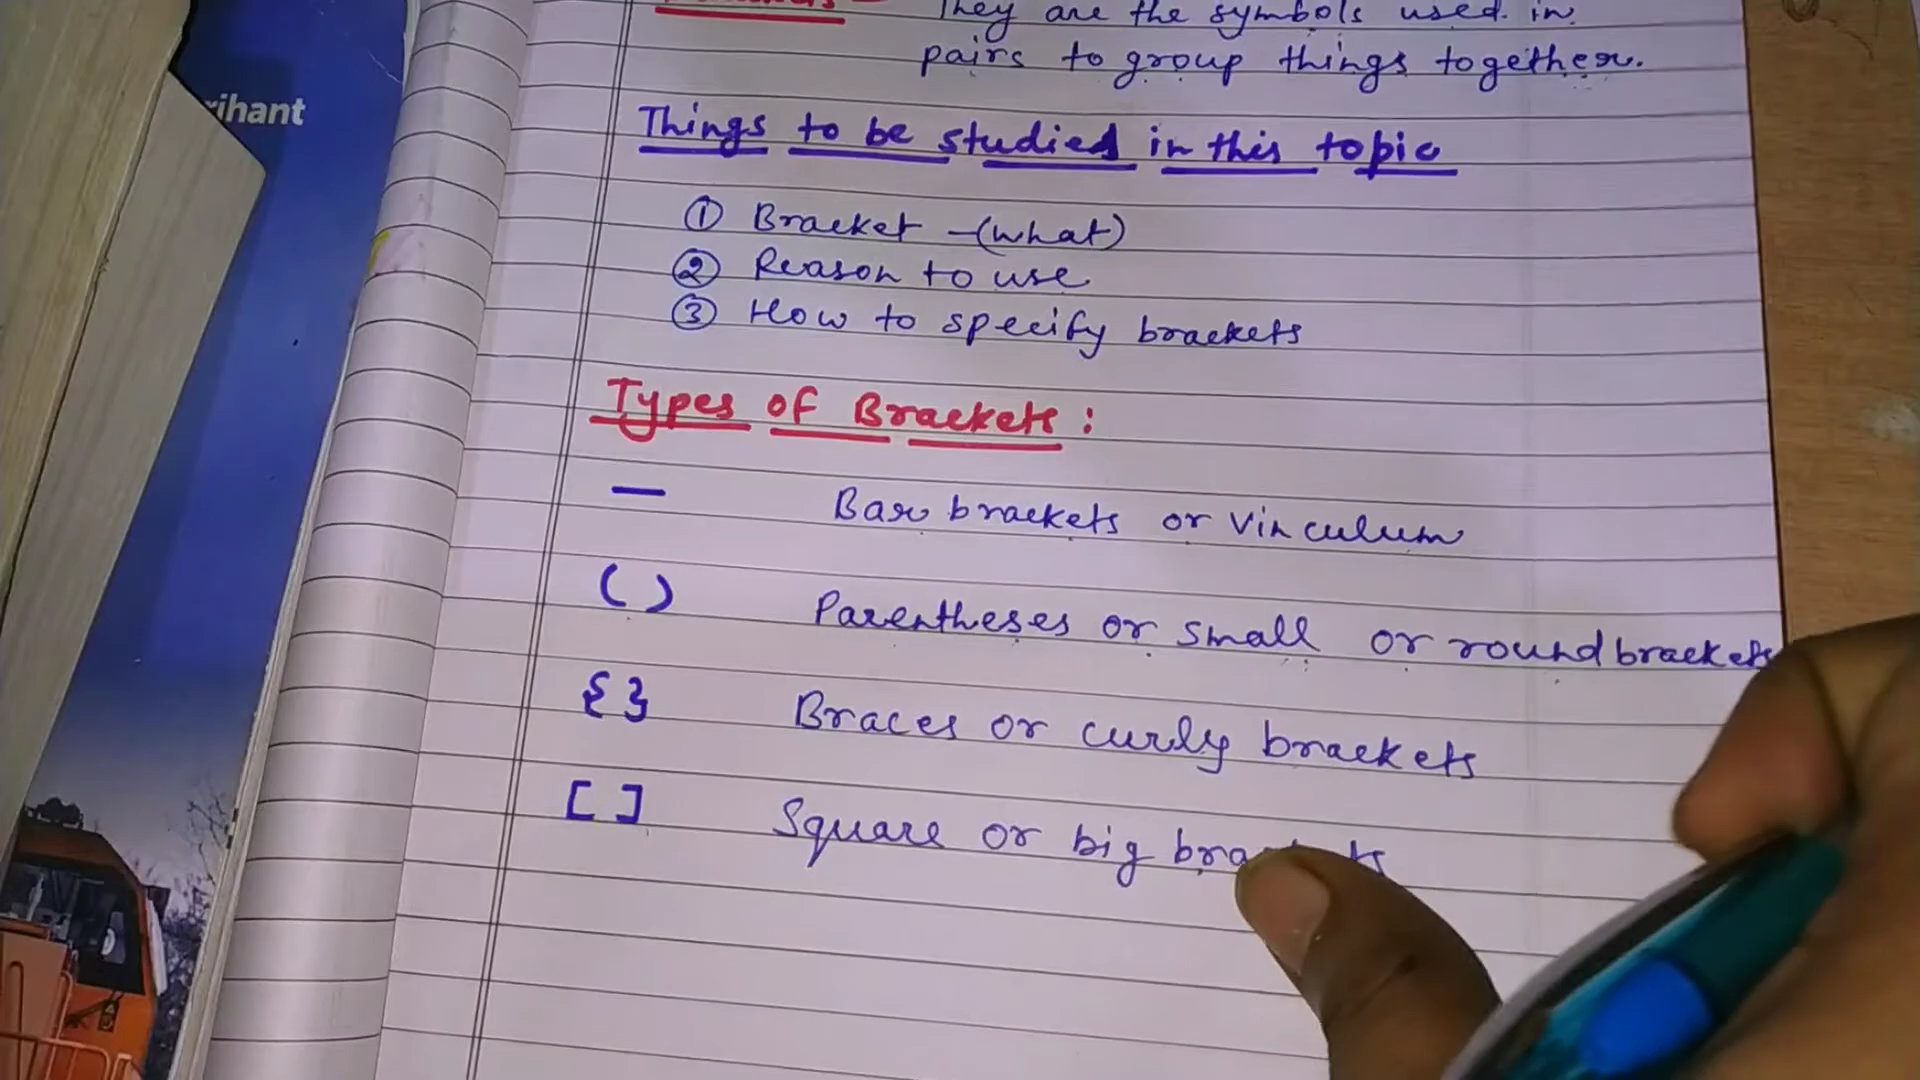 They are the symbols used in
pairs to group things together.
rihant
Things to be studied in this topic
① Bracket -(what)
② Reason to use
③ How to specify brackets
Types of Brackets:
— Bar brackets or Vinculum
( ) Parentheses or small or round brackets
{ } Braces or curly brackets
[ ] Square or big